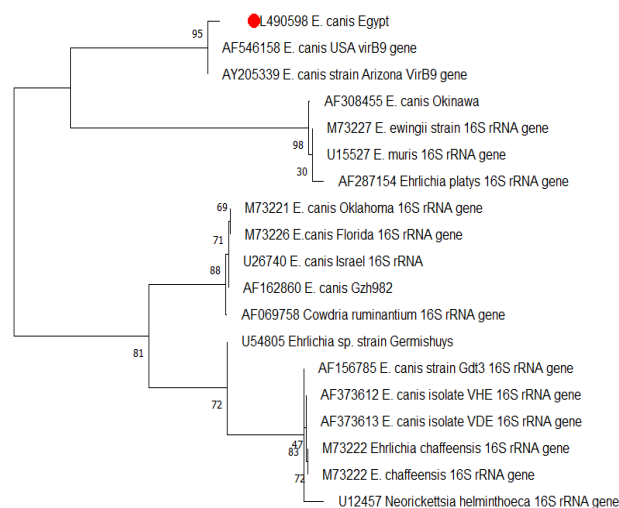 L490598 E. canis Egypt
95
AF546158 E. canis USA virB9 gene
AY205339 E. canis strain Arizona VirB9 gene
AF308455 E. canis Okinawa
M73227 E. ewingii strain 16S rRNA gene
98
U15527 E. muris 16S rRNA gene
30
AF287154 Ehrlichia platys 16S rRNA gene
69
M73221 E. canis Oklahoma 16S rRNA gene
71
M73226 E.canis Florida 16S rRNA gene
U26740 E. canis Israel 16S rRNA
88
AF162860 E. canis Gzh982
AF069758 Cowdria ruminantium 16S rRNA gene
81
U54805 Ehrlichia sp. strain Germishuys
AF156785 E. canis strain Gdt3 16S rRNA gene
72
AF373612 E. canis isolate VHE 16S rRNA gene
AF373613 E. canis isolate VDE 16S rRNA gene
47
83
M73222 Ehrlichia chaffeensis 16S rRNA gene
72
M73222 E. chaffeensis 16S rRNA gene
U12457 Neorickettsia helminthoeca 16S rRNA gene